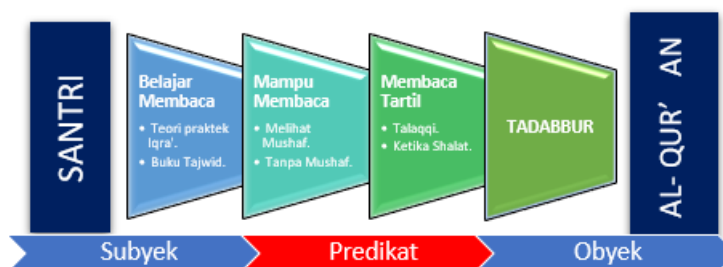 SANTRI
Belajar
Membaca
• Teori praktek
Iqra'.
• Buku Tajwid.
Mampu
Membaca
• Melihat
Mushaf.
• Tanpa Mushaf.
Membaca
Tartil
• Talaqqi.
• Ketika Shalat.
TADABBUR
AL- QUR' AN
Subyek
Predikat
Obyek